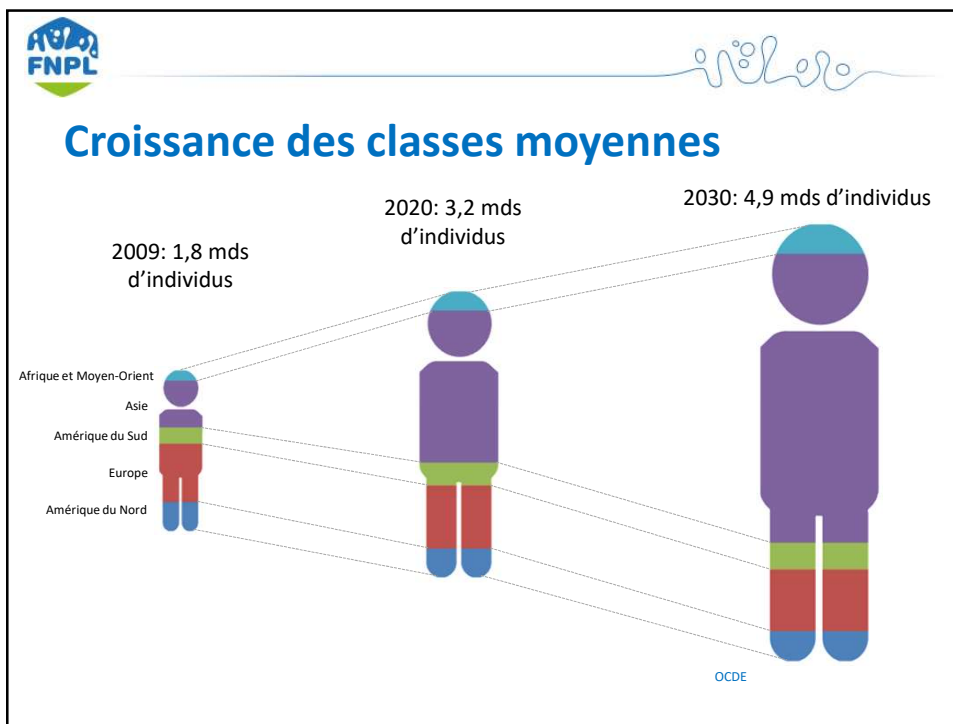 FNPL
Croissance des classes moyennes
2009: 1,8 mds
d’individus
2020: 3,2 mds
d’individus
2030: 4,9 mds d’individus
Afrique et Moyen-Orient
Asie
Amérique du Sud
Europe
Amérique du Nord
OCDE